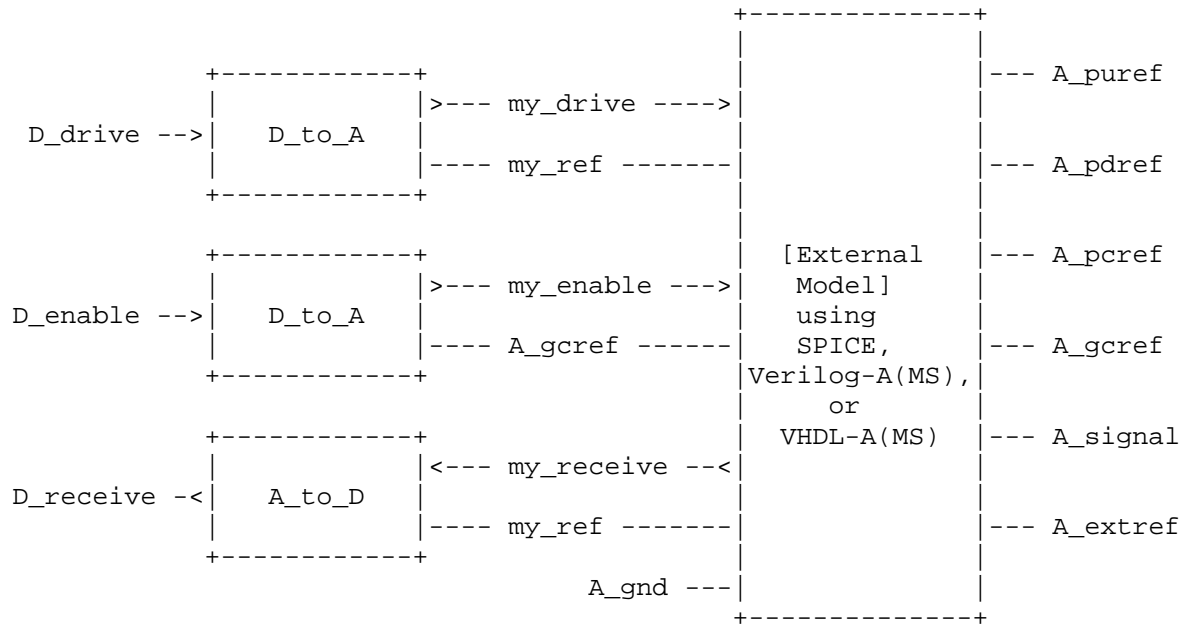 +--------------+
|              |
+------------+ | |--- A_puref
| |>--- my_drive ---->| |
D_drive -->| D_to_A | | |
| |---- my_ref -------| |--- A_pdref
+------------+ | |
| |
+------------+ | [External |--- A_pcref
| |>--- my_enable --->| Model] |
D_enable -->| D_to_A | | using |
| |---- A_gcref ------| SPICE, |--- A_gcref
+------------+ |Verilog-A(MS),|
| or |
+------------+ | VHDL-A(MS) |--- A_signal
| |<--- my_receive --<| |
D_receive -<| A_to_D | | |
| |---- my_ref -------| |--- A_extref
+------------+ | |
A_gnd ---| |
+--------------+